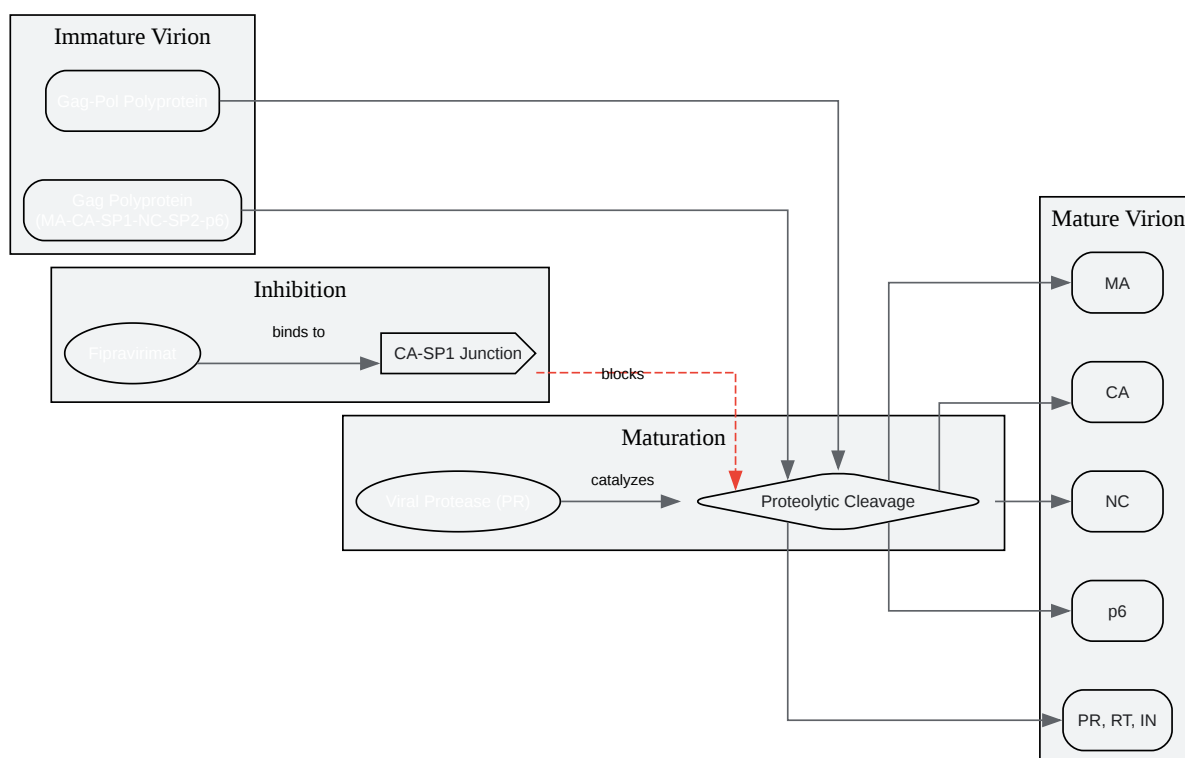 Immature Virion
Gag-Pol Polyprotein
Gag Polyprotein
(MA-CA-SP1-NC-SP2-p6)
Inhibition
Fipravirimat
binds to
CA-SP1 Junction
blocks
Maturation
Viral Protease (PR)
catalyzes
Proteolytic Cleavage
Mature Virion
MA
CA
NC
p6
PR, RT, IN